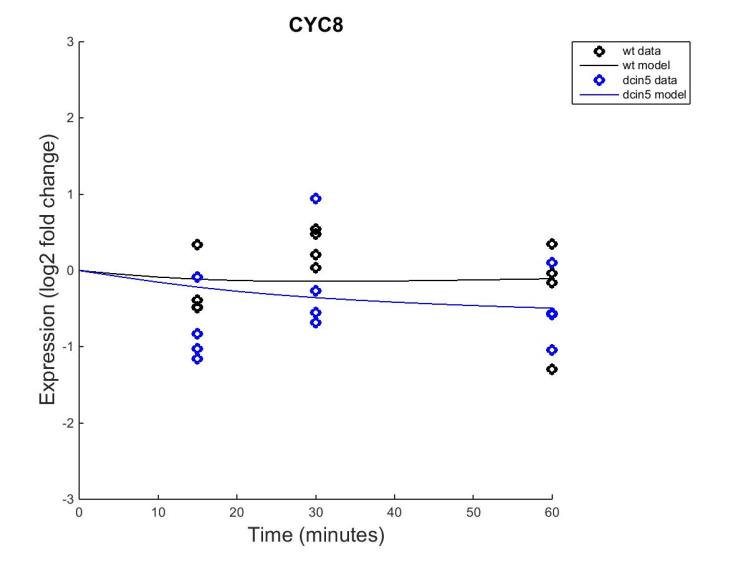 CYC8
wt data
wt model
dcin5 data
dcin5 model
Expression (log2 fold change)
3
2
1
0
-1
-2
-3
0 10 20 30 40 50 60
Time (minutes)